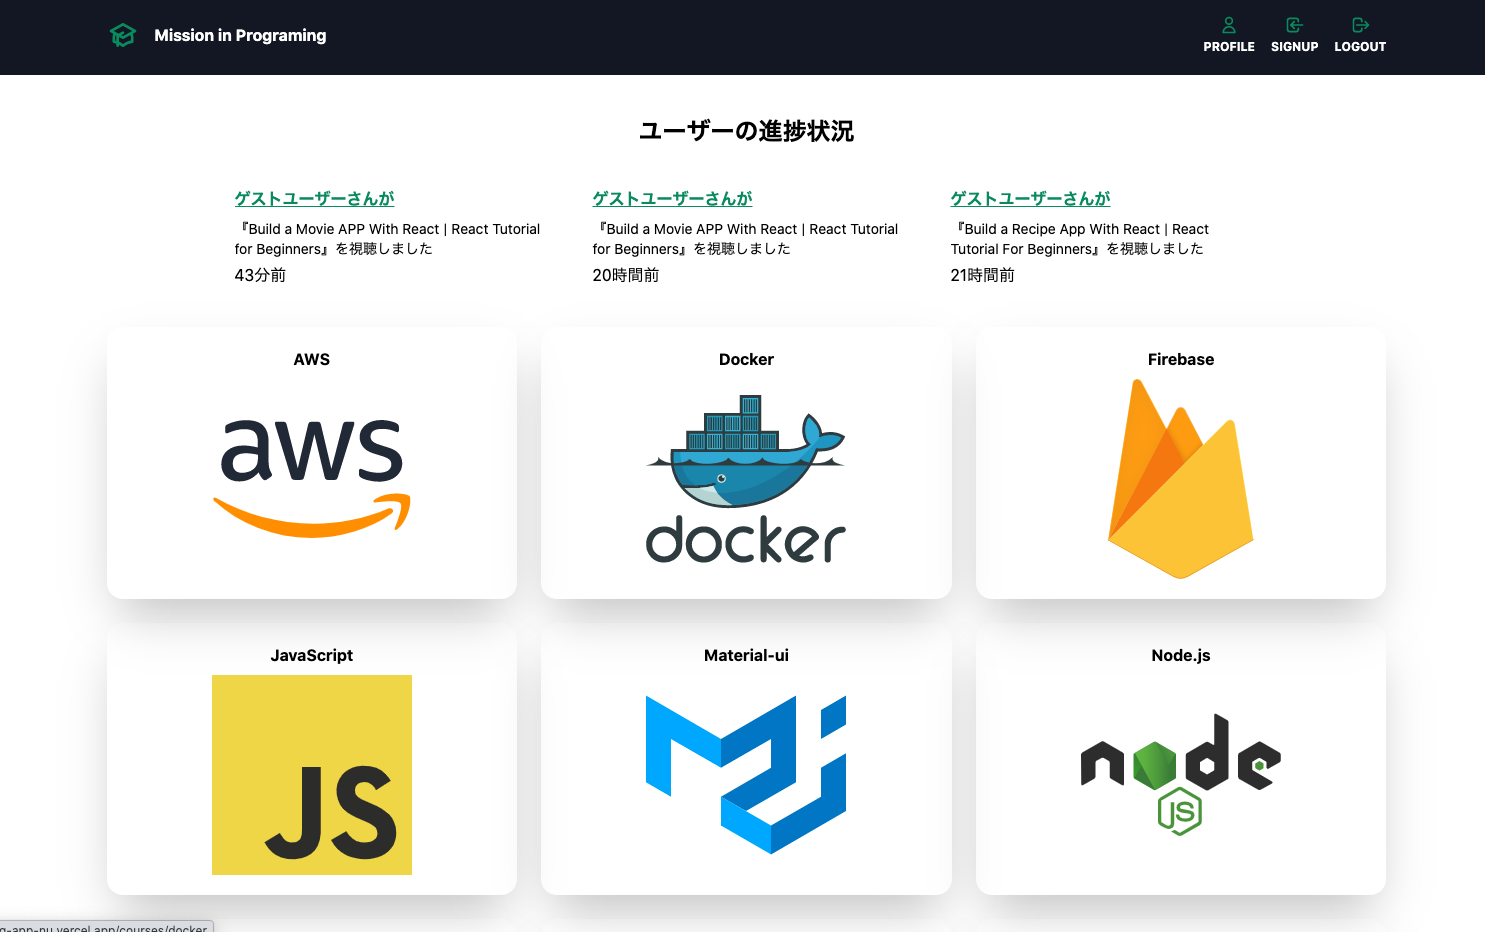 Mission in Programing
PROFILE
SIGNUP
LOGOUT
ユーザーの進捗状況
ゲストユーザーさんが
『Build a Movie APP With React | React Tutorial
for Beginners』を視聴しました
43分前
ゲストユーザーさんが
『Build a Movie APP With React | React Tutorial
for Beginners』を視聴しました
20時間前
ゲストユーザーさんが
『Build a Recipe App With React | React
Tutorial For Beginners』を視聴しました
21時間前
AWS
aws
Docker
docker
Firebase
JavaScript
JS
Material-ui
Node.js
node
JS
g-app-nu.vercel.app/courses/docker